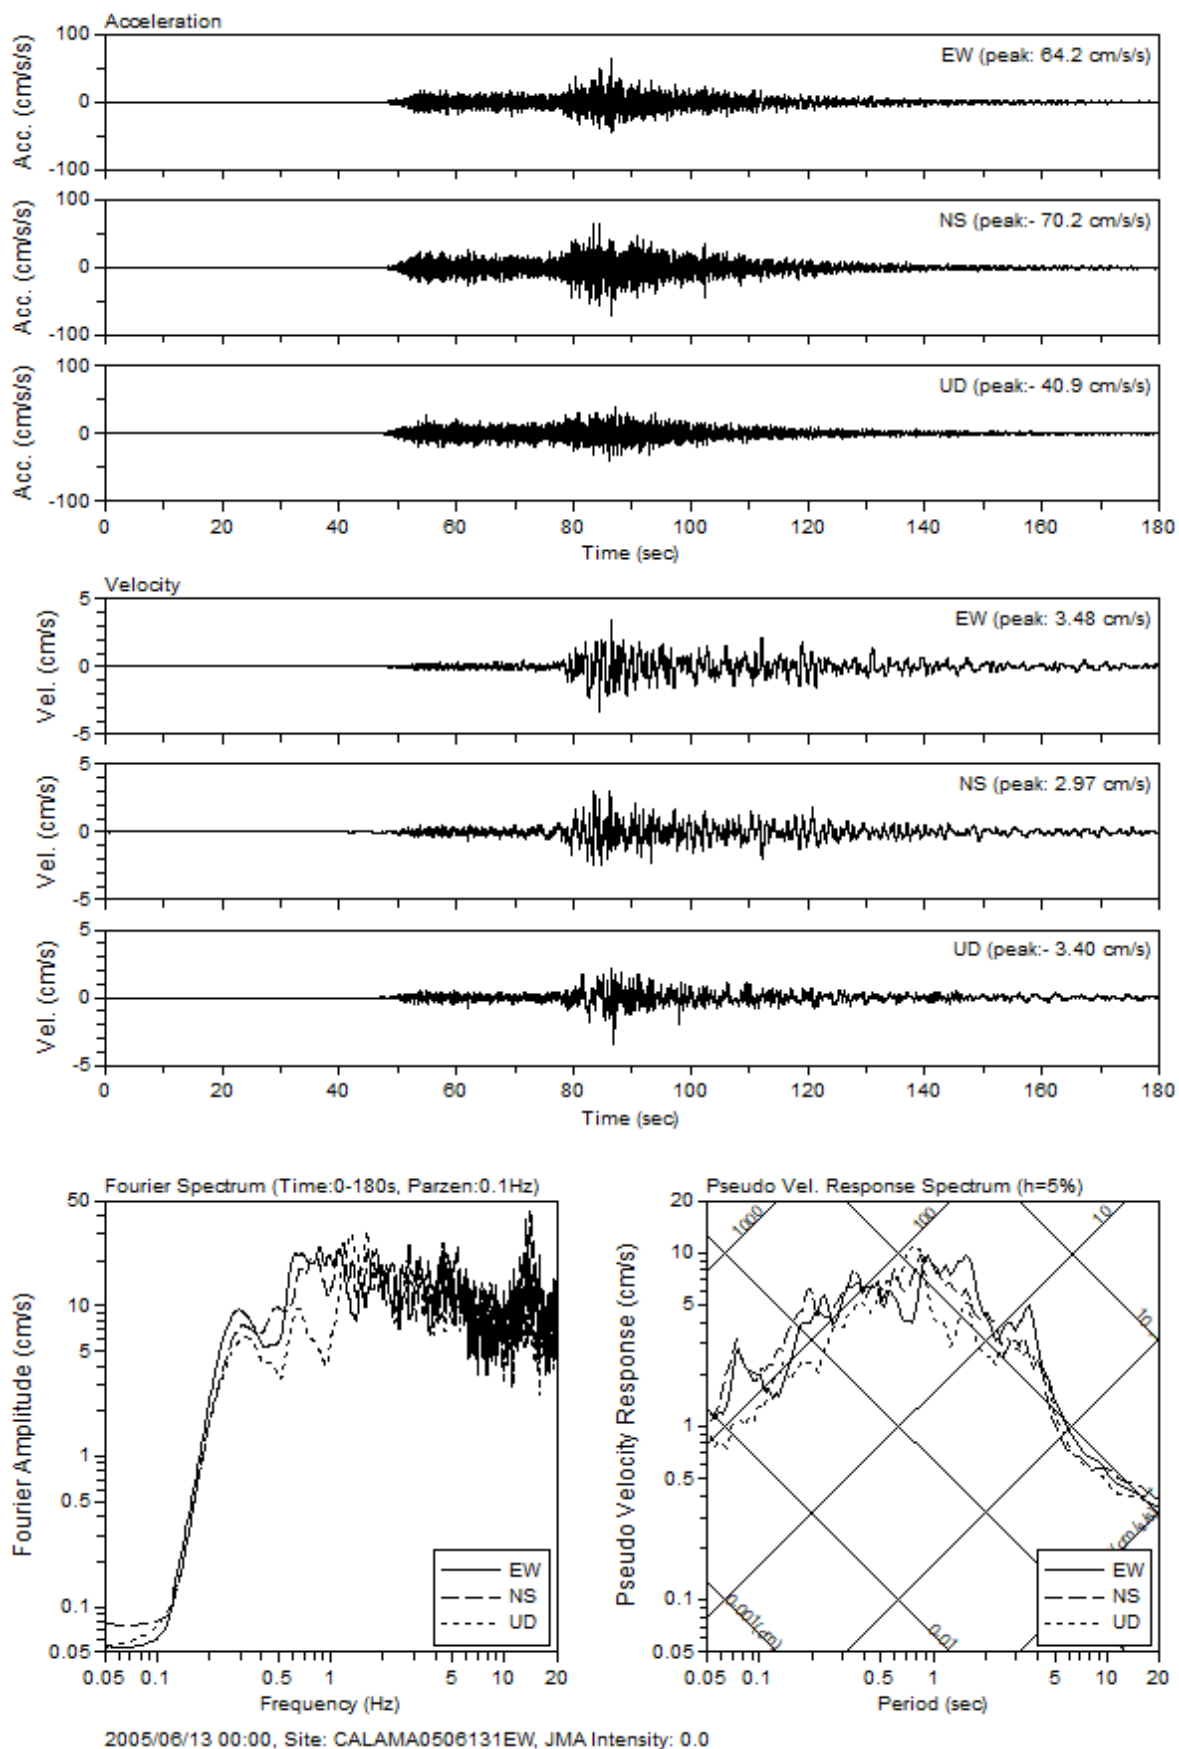 Acceleration
100
0
-100
Acc. (cm/s/s)
EW (peak: 64.2 cm/s/s)
100
0
-100
Acc. (cm/s/s)
NS (peak:- 70.2 cm/s/s)
100
0
-100
Acc. (cm/s/s)
UD (peak:- 40.9 cm/s/s)
0 20 40 60 80 100 120 140 160 180
Time (sec)
Velocity
5
0
-5
Vel. (cm/s)
EW (peak: 3.48 cm/s)
5
0
-5
Vel. (cm/s)
NS (peak: 2.97 cm/s)
5
0
-5
Vel. (cm/s)
UD (peak:- 3.40 cm/s)
0 20 40 60 80 100 120 140 160 180
Time (sec)
Fourier Spectrum (Time:0-180s, Parzen:0.1Hz)
50
10
5
1
0.5
0.1
0.05
Fourier Amplitude (cm/s)
EW
NS
UD
0.05 0.1 0.5 1 5 10 20
Frequency (Hz)
Pseudo Vel. Response Spectrum (h=5%)
20
10
5
1
0.5
0.1
0.05
Pseudo Velocity Response (cm/s)
1000
100
10
10
1
(cm/s/s)
0.001(cm)
0.01
EW
NS
UD
0.05 0.1 0.5 1 5 10 20
Period (sec)
2005/06/13 00:00, Site: CALAMA0506131EW, JMA Intensity: 0.0